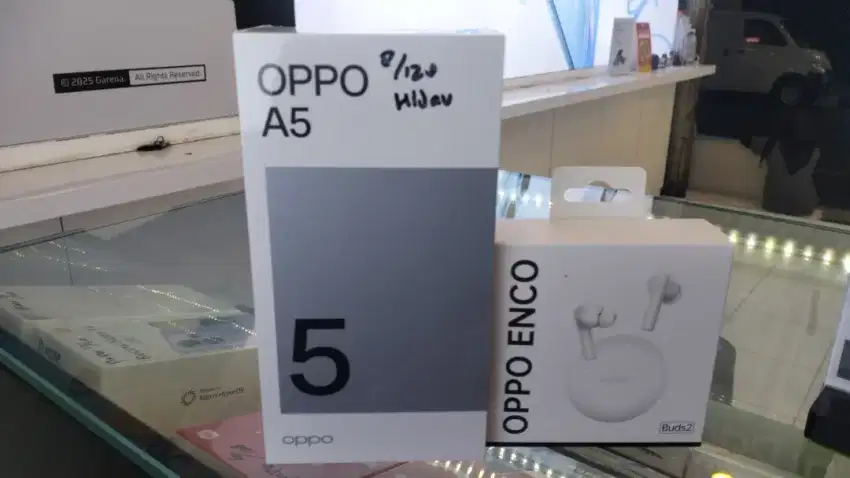 © 2025 Garena. All Rights Reserved.
OPPO
A5
8/128
Hijau
5
oppo
OPPO ENCO
Buds2